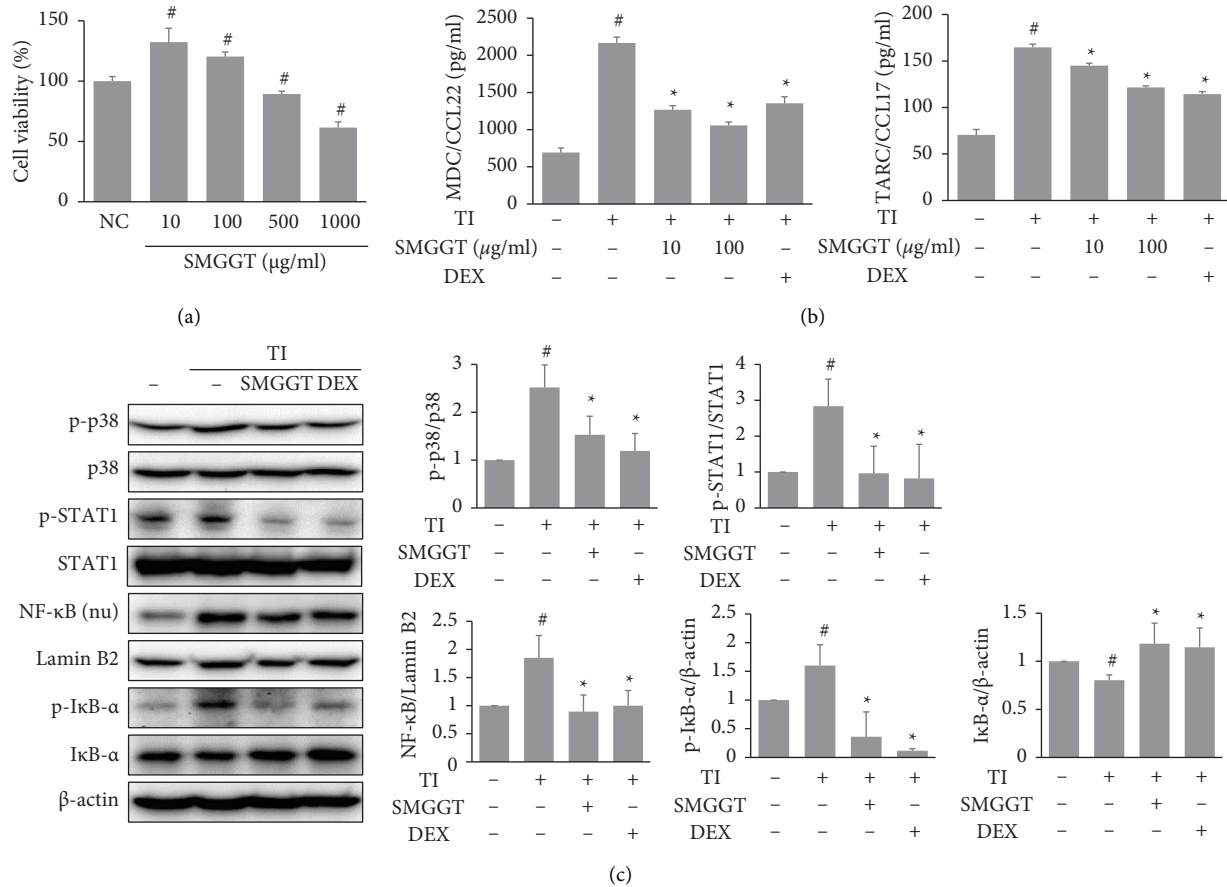 Cell viability (%)
150
100
50
0
# # # #
NC 10 100 500 1000
SMGGT (µg/ml)
(a)
MDC/CCL22 (pg/ml)
2500
2000
1500
1000
500
0
# * * *
TI – + + + +
SMGGT (µg/ml) – – 10 100 –
DEX – – – – +
TARC/CCL17 (pg/ml)
200
150
100
50
0
# * * *
TI – + + + +
SMGGT (µg/ml) – – 10 100 –
DEX – – – – +
(b)
TI
– – SMGGT DEX
p-p38
p38
p-STAT1
STAT1
NF-κB (nu)
Lamin B2
p-IκB-α
IκB-α
β-actin
p-p38/p38
3
2
1
0
# * *
TI – + + +
SMGGT – – + –
DEX – – – +
p-STAT1/STAT1
4
3
2
1
0
# * *
TI – + + +
SMGGT – – + –
DEX – – – +
NF-κB/Lamin B2
2.5
2
1.5
1
0.5
0
# * *
TI – + + +
SMGGT – – + –
DEX – – – +
p-IκB-α/β-actin
2.5
2
1.5
1
0.5
0
# * *
TI – + + +
SMGGT – – + –
DEX – – – +
IκB-α/β-actin
1.5
1
0.5
0
# * *
TI – + + +
SMGGT – – + –
DEX – – – +
(c)